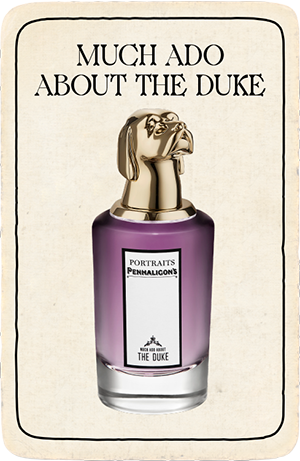 MUCH ADO
ABOUT THE DUKE
PORTRAITS
PENHALIGON'S
MUCH ADO ABOUT
THE DUKE